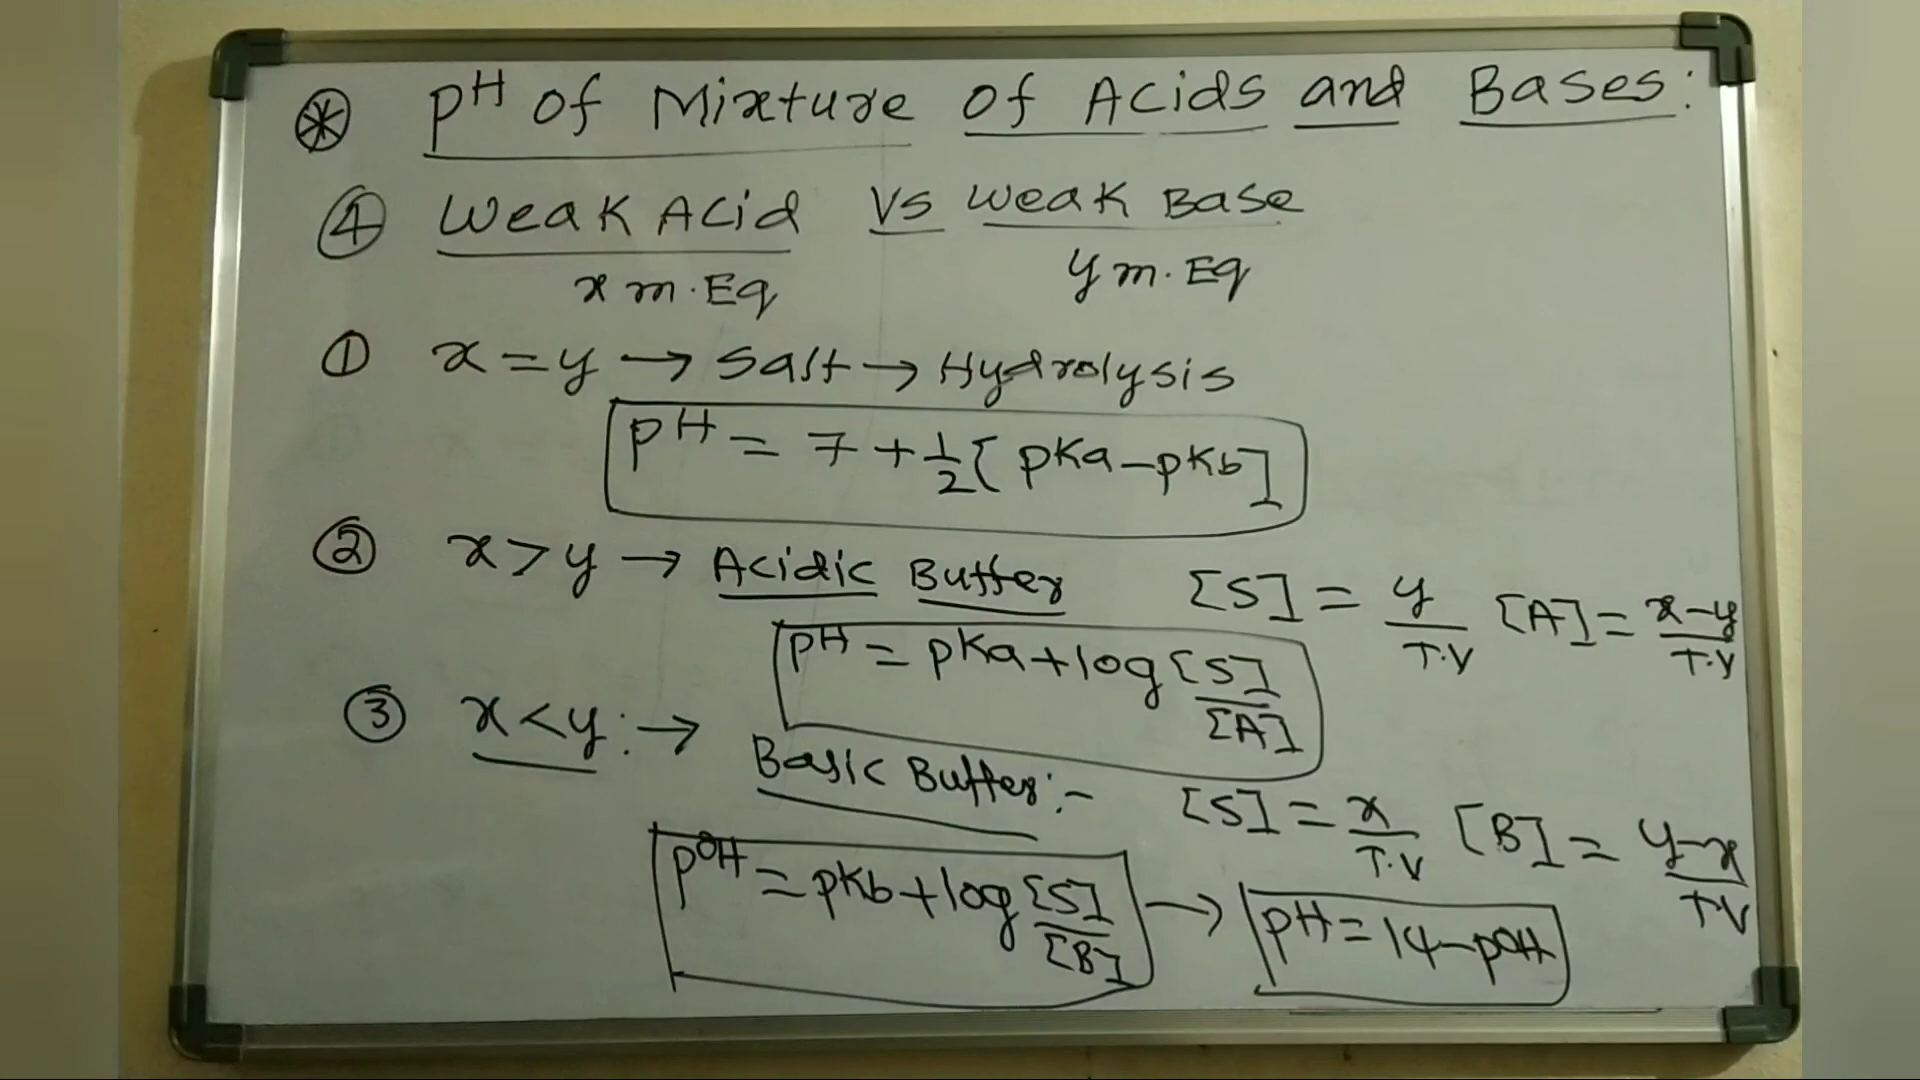 ⊛ pH of Mixture of Acids and Bases:
④ Weak Acid Vs Weak Base
x m.Eq y m.Eq
① x = y → Salt → Hydrolysis
pH = 7 + 1/2 [pKa - pKb]
② x > y → Acidic Buffer [S] = y/T.V [A] = x-y/T.V
pH = pKa + log [S]/[A]
③ x < y : → Basic Buffer :- [S] = x/T.V [B] = y-x/T.V
pOH = pKb + log [S]/[B] → pH = 14 - pOH